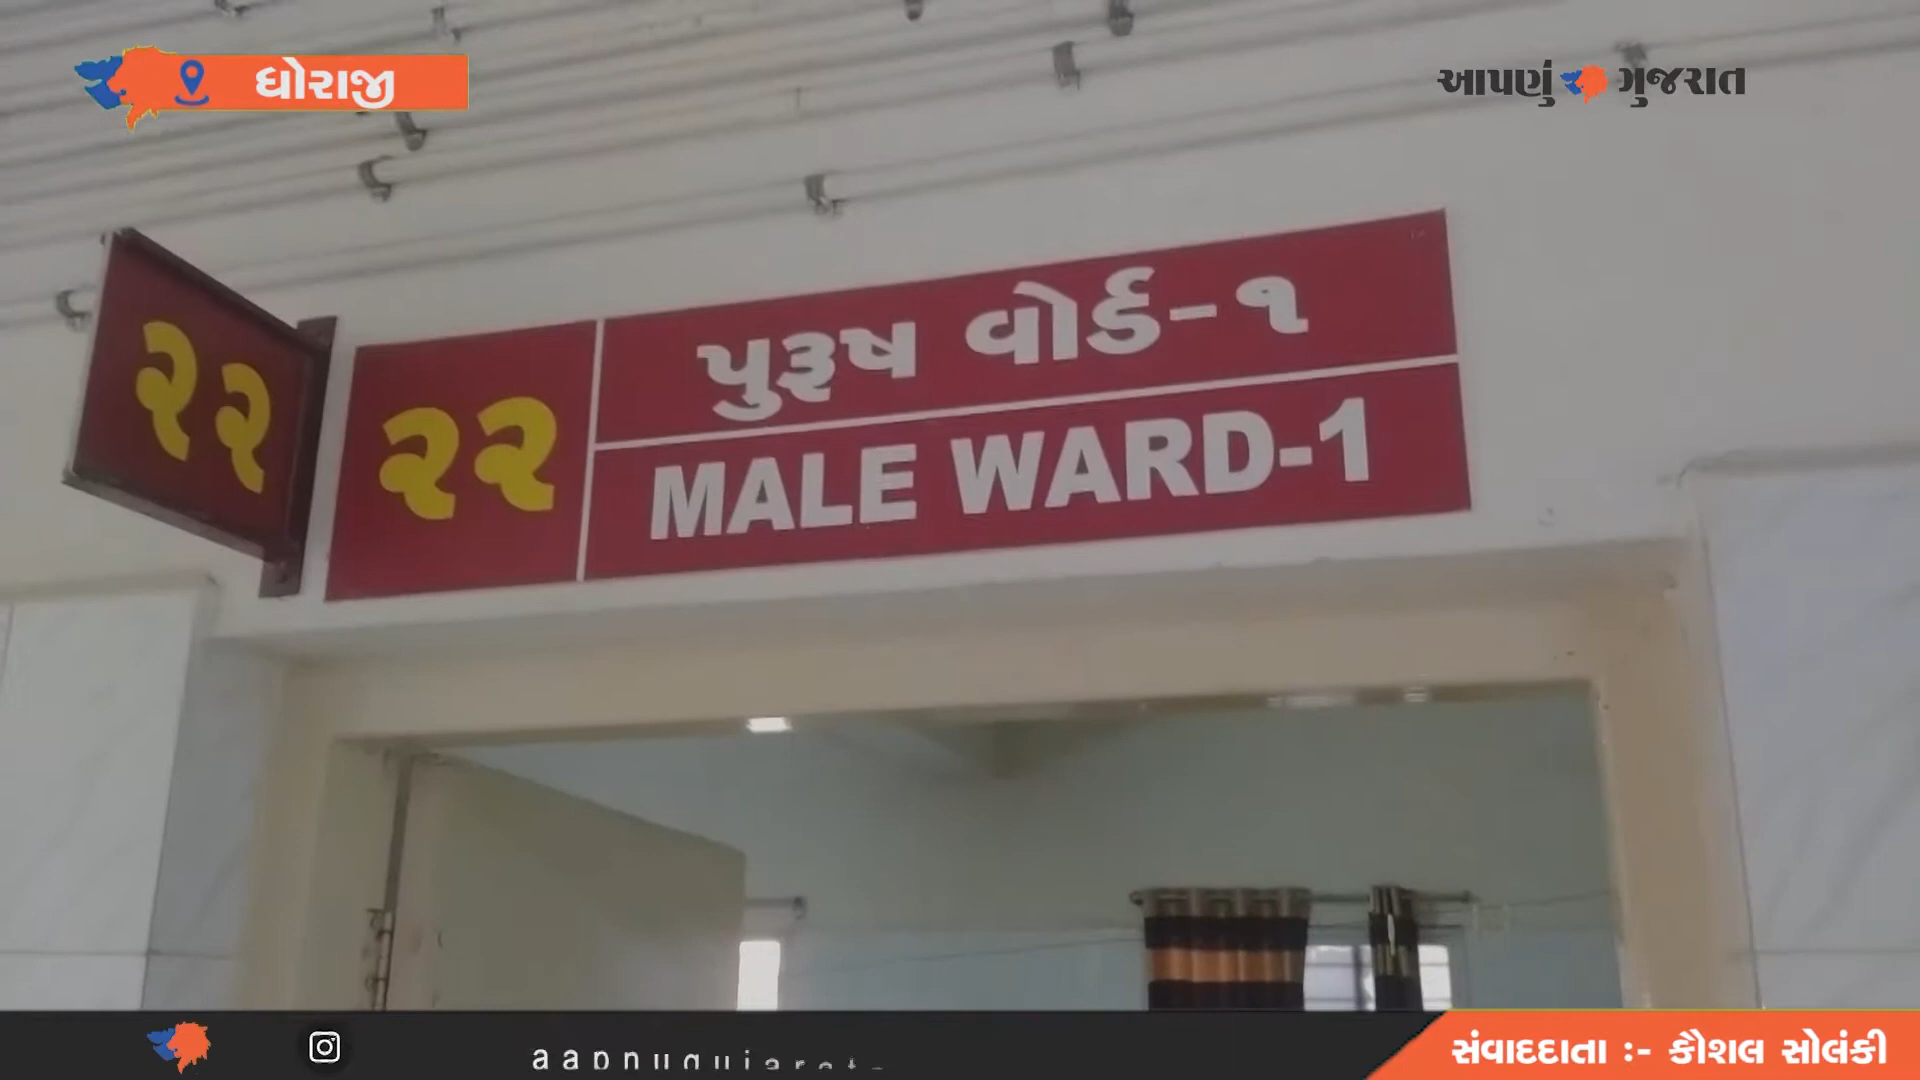 ધોરાજી
આપણું ગુજરાત
૨૨
૨૨
પુરૂષ વોર્ડ-૧
MALE WARD-1
સંવાદદાતા :- કૌશલ સોલંકી